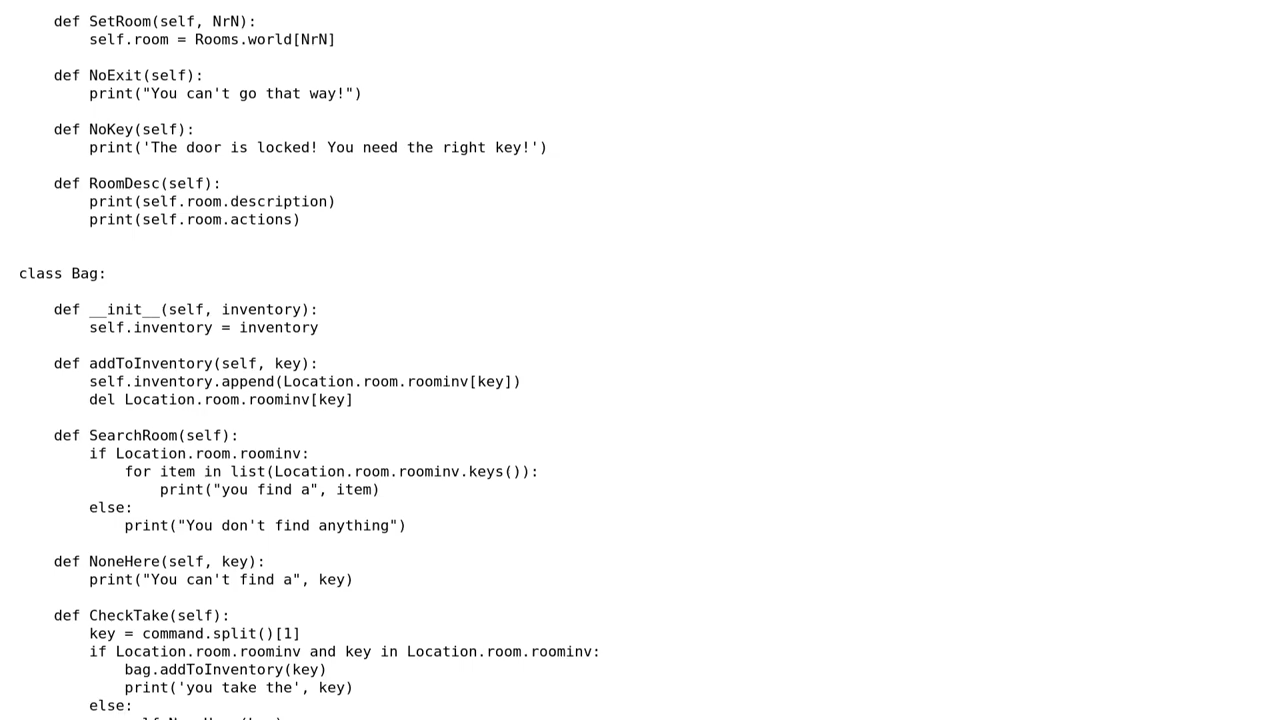 def SetRoom(self, NrN):
self.room = Rooms.world[NrN]
def NoExit(self):
print("You can't go that way!")
def NoKey(self):
print('The door is locked! You need the right key!')
def RoomDesc(self):
print(self.room.description)
print(self.room.actions)
class Bag:
def __init__(self, inventory):
self.inventory = inventory
def addToInventory(self, key):
self.inventory.append(Location.room.roominv[key])
del Location.room.roominv[key]
def SearchRoom(self):
if Location.room.roominv:
for item in list(Location.room.roominv.keys()):
print("you find a", item)
else:
print("You don't find anything")
def NoneHere(self, key):
print("You can't find a", key)
def CheckTake(self):
key = command.split()[1]
if Location.room.roominv and key in Location.room.roominv:
bag.addToInventory(key)
print('you take the', key)
else: